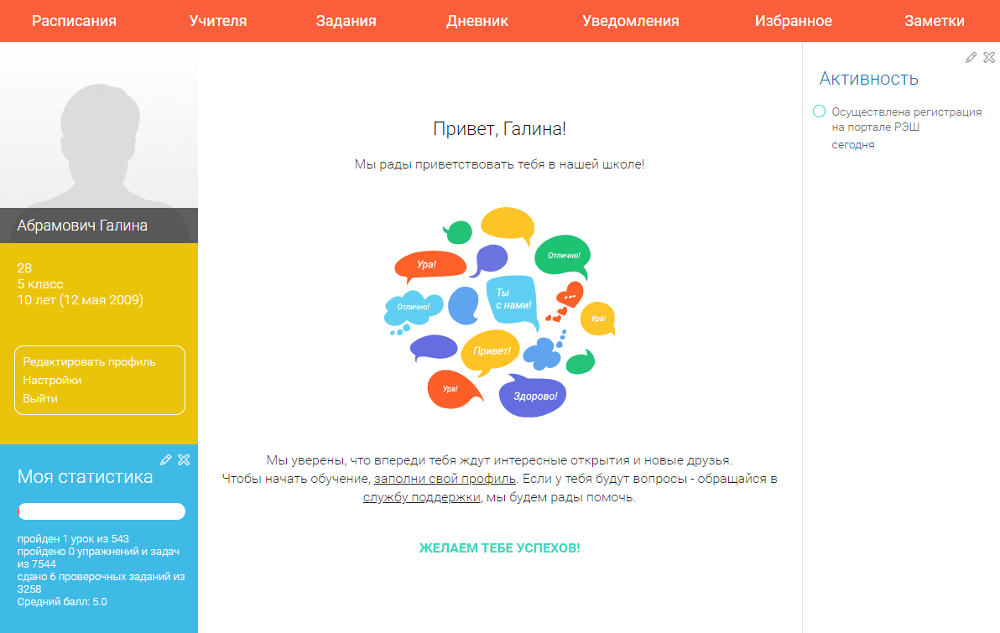 Расписания
Учителя
Задания
Дневник
Уведомления
Избранное
Заметки
Абрамович Галина
28
5 класс
10 лет (12 мая 2009)
Редактировать профиль
Настройки
Выйти
Моя статистика
пройден 1 урок из 543
пройдено 0 упражнений и задач
из 7544
сдано 6 проверочных заданий из
3258
Средний балл: 5.0
Привет, Галина!
Мы рады приветствовать тебя в нашей школе!
Отлично!
Ура!
Ты
с нами!
Отлично!
Ура!
Привет!
Ура!
Здорово!
Мы уверены, что впереди тебя ждут интересные открытия и новые друзья.
Чтобы начать обучение, заполни свой профиль. Если у тебя будут вопросы - обращайся в
службу поддержки, мы будем рады помочь.
ЖЕЛАЕМ ТЕБЕ УСПЕХОВ!
Активность
Осуществлена регистрация
на портале РЭШ
сегодня